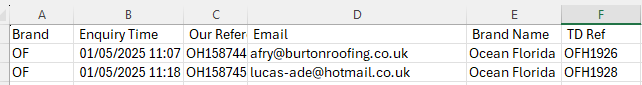 A B C D E F
Brand Enquiry Time Our Refer Email Brand Name TD Ref
OF 01/05/2025 11:07 OH158744 afry@burtonroofing.co.uk Ocean Florida OFH1926
OF 01/05/2025 11:18 OH158745 lucas-ade@hotmail.co.uk Ocean Florida OFH1928